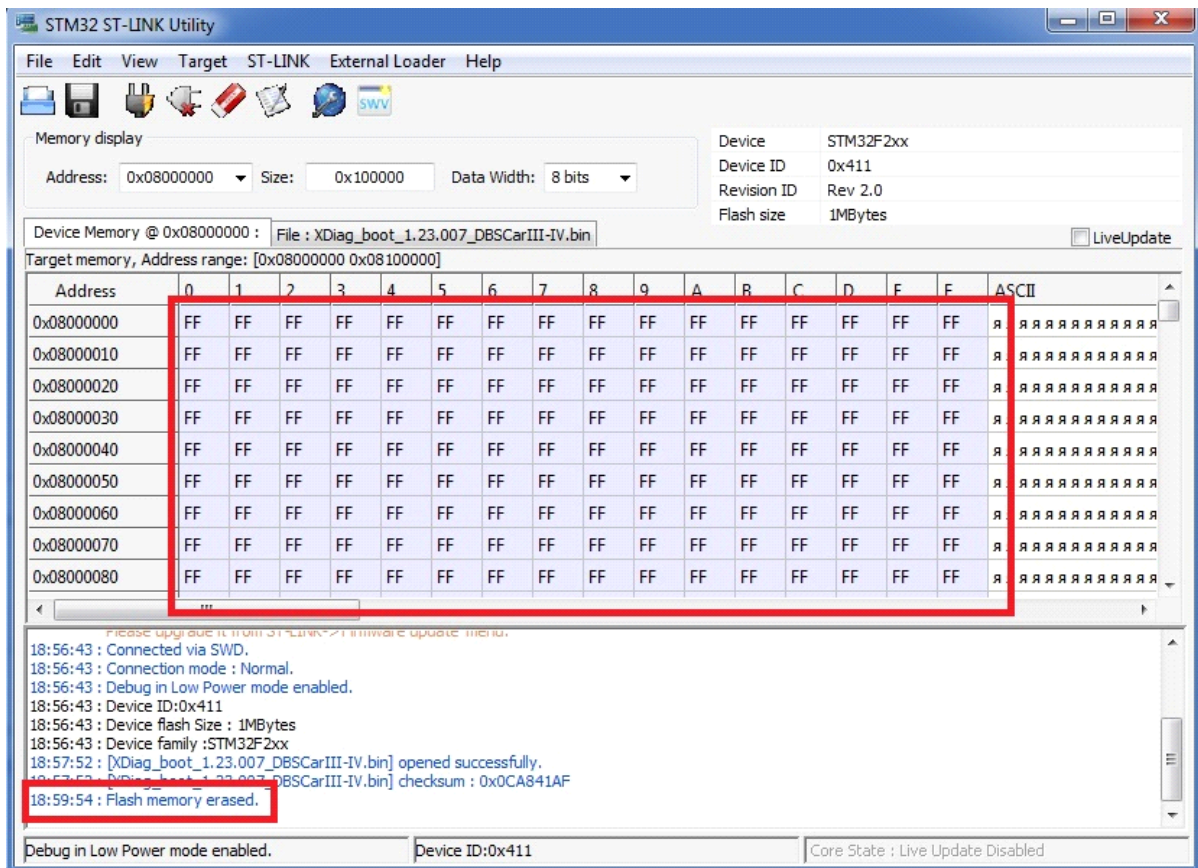 STM32 ST-LINK Utility
File Edit View Target ST-LINK External Loader Help
SWV
Memory display
Address: 0x08000000 Size: 0x100000 Data Width: 8 bits
Device STM32F2xx
Device ID 0x411
Revision ID Rev 2.0
Flash size 1MBytes
Device Memory @ 0x08000000 : File : XDiag_boot_1.23.007_DBSCarIII-IV.bin LiveUpdate
Target memory, Address range: [0x08000000 0x08100000]
Address 0 1 2 3 4 5 6 7 8 9 A B C D E F ASCII
0x08000000 FF FF FF FF FF FF FF FF FF FF FF FF FF FF FF FF я я я я я я я я я я я я я
0x08000010 FF FF FF FF FF FF FF FF FF FF FF FF FF FF FF FF я я я я я я я я я я я я я
0x08000020 FF FF FF FF FF FF FF FF FF FF FF FF FF FF FF FF я я я я я я я я я я я я я
0x08000030 FF FF FF FF FF FF FF FF FF FF FF FF FF FF FF FF я я я я я я я я я я я я я
0x08000040 FF FF FF FF FF FF FF FF FF FF FF FF FF FF FF FF я я я я я я я я я я я я я
0x08000050 FF FF FF FF FF FF FF FF FF FF FF FF FF FF FF FF я я я я я я я я я я я я я
0x08000060 FF FF FF FF FF FF FF FF FF FF FF FF FF FF FF FF я я я я я я я я я я я я я
0x08000070 FF FF FF FF FF FF FF FF FF FF FF FF FF FF FF FF я я я я я я я я я я я я я
0x08000080 FF FF FF FF FF FF FF FF FF FF FF FF FF FF FF FF я я я я я я я я я я я я я
Please upgrade it from ST-LINK->Firmware update menu.
18:56:43 : Connected via SWD.
18:56:43 : Connection mode : Normal.
18:56:43 : Debug in Low Power mode enabled.
18:56:43 : Device ID:0x411
18:56:43 : Device flash Size : 1MBytes
18:56:43 : Device family :STM32F2xx
18:57:52 : [XDiag_boot_1.23.007_DBSCarIII-IV.bin] opened successfully.
18:57:52 : [XDiag_boot_1.23.007_DBSCarIII-IV.bin] checksum : 0x0CA841AF
18:59:54 : Flash memory erased.
Debug in Low Power mode enabled. Device ID:0x411 Core State : Live Update Disabled